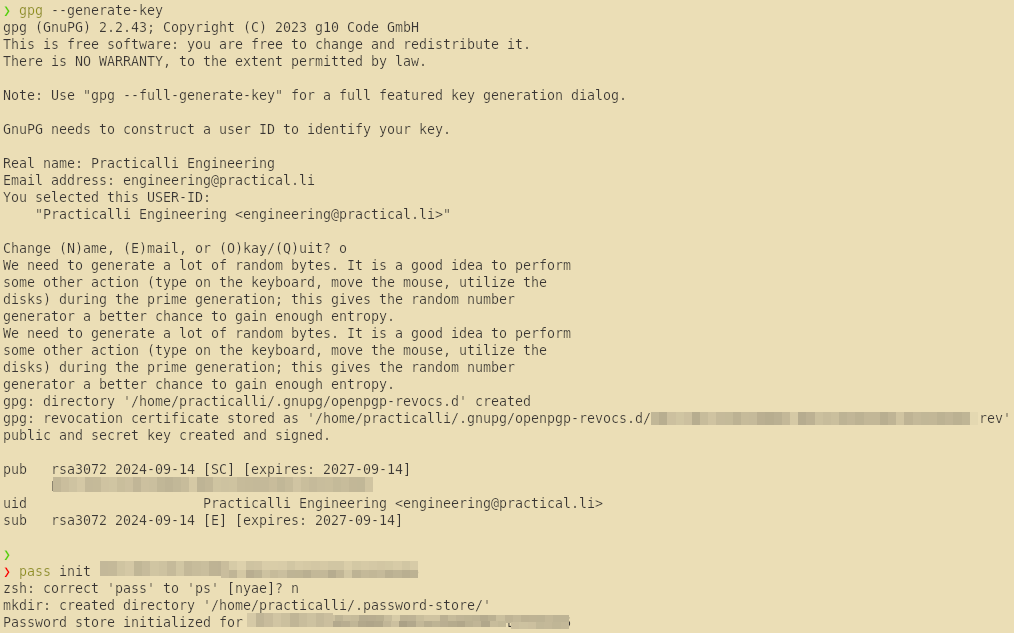 ❯ gpg --generate-key
gpg (GnuPG) 2.2.43; Copyright (C) 2023 g10 Code GmbH
This is free software: you are free to change and redistribute it.
There is NO WARRANTY, to the extent permitted by law.
Note: Use "gpg --full-generate-key" for a full featured key generation dialog.
GnuPG needs to construct a user ID to identify your key.
Real name: Practicalli Engineering
Email address: engineering@practical.li
You selected this USER-ID:
"Practicalli Engineering <engineering@practical.li>"
Change (N)ame, (E)mail, or (O)kay/(Q)uit? o
We need to generate a lot of random bytes. It is a good idea to perform
some other action (type on the keyboard, move the mouse, utilize the
disks) during the prime generation; this gives the random number
generator a better chance to gain enough entropy.
We need to generate a lot of random bytes. It is a good idea to perform
some other action (type on the keyboard, move the mouse, utilize the
disks) during the prime generation; this gives the random number
generator a better chance to gain enough entropy.
gpg: directory '/home/practicalli/.gnupg/openpgp-revocs.d' created
gpg: revocation certificate stored as '/home/practicalli/.gnupg/openpgp-revocs.d/ rev'
public and secret key created and signed.
pub   rsa3072 2024-09-14 [SC] [expires: 2027-09-14]
uid                      Practicalli Engineering <engineering@practical.li>
sub   rsa3072 2024-09-14 [E] [expires: 2027-09-14]
❯
❯ pass init
zsh: correct 'pass' to 'ps' [nyae]? n
mkdir: created directory '/home/practicalli/.password-store/'
Password store initialized for